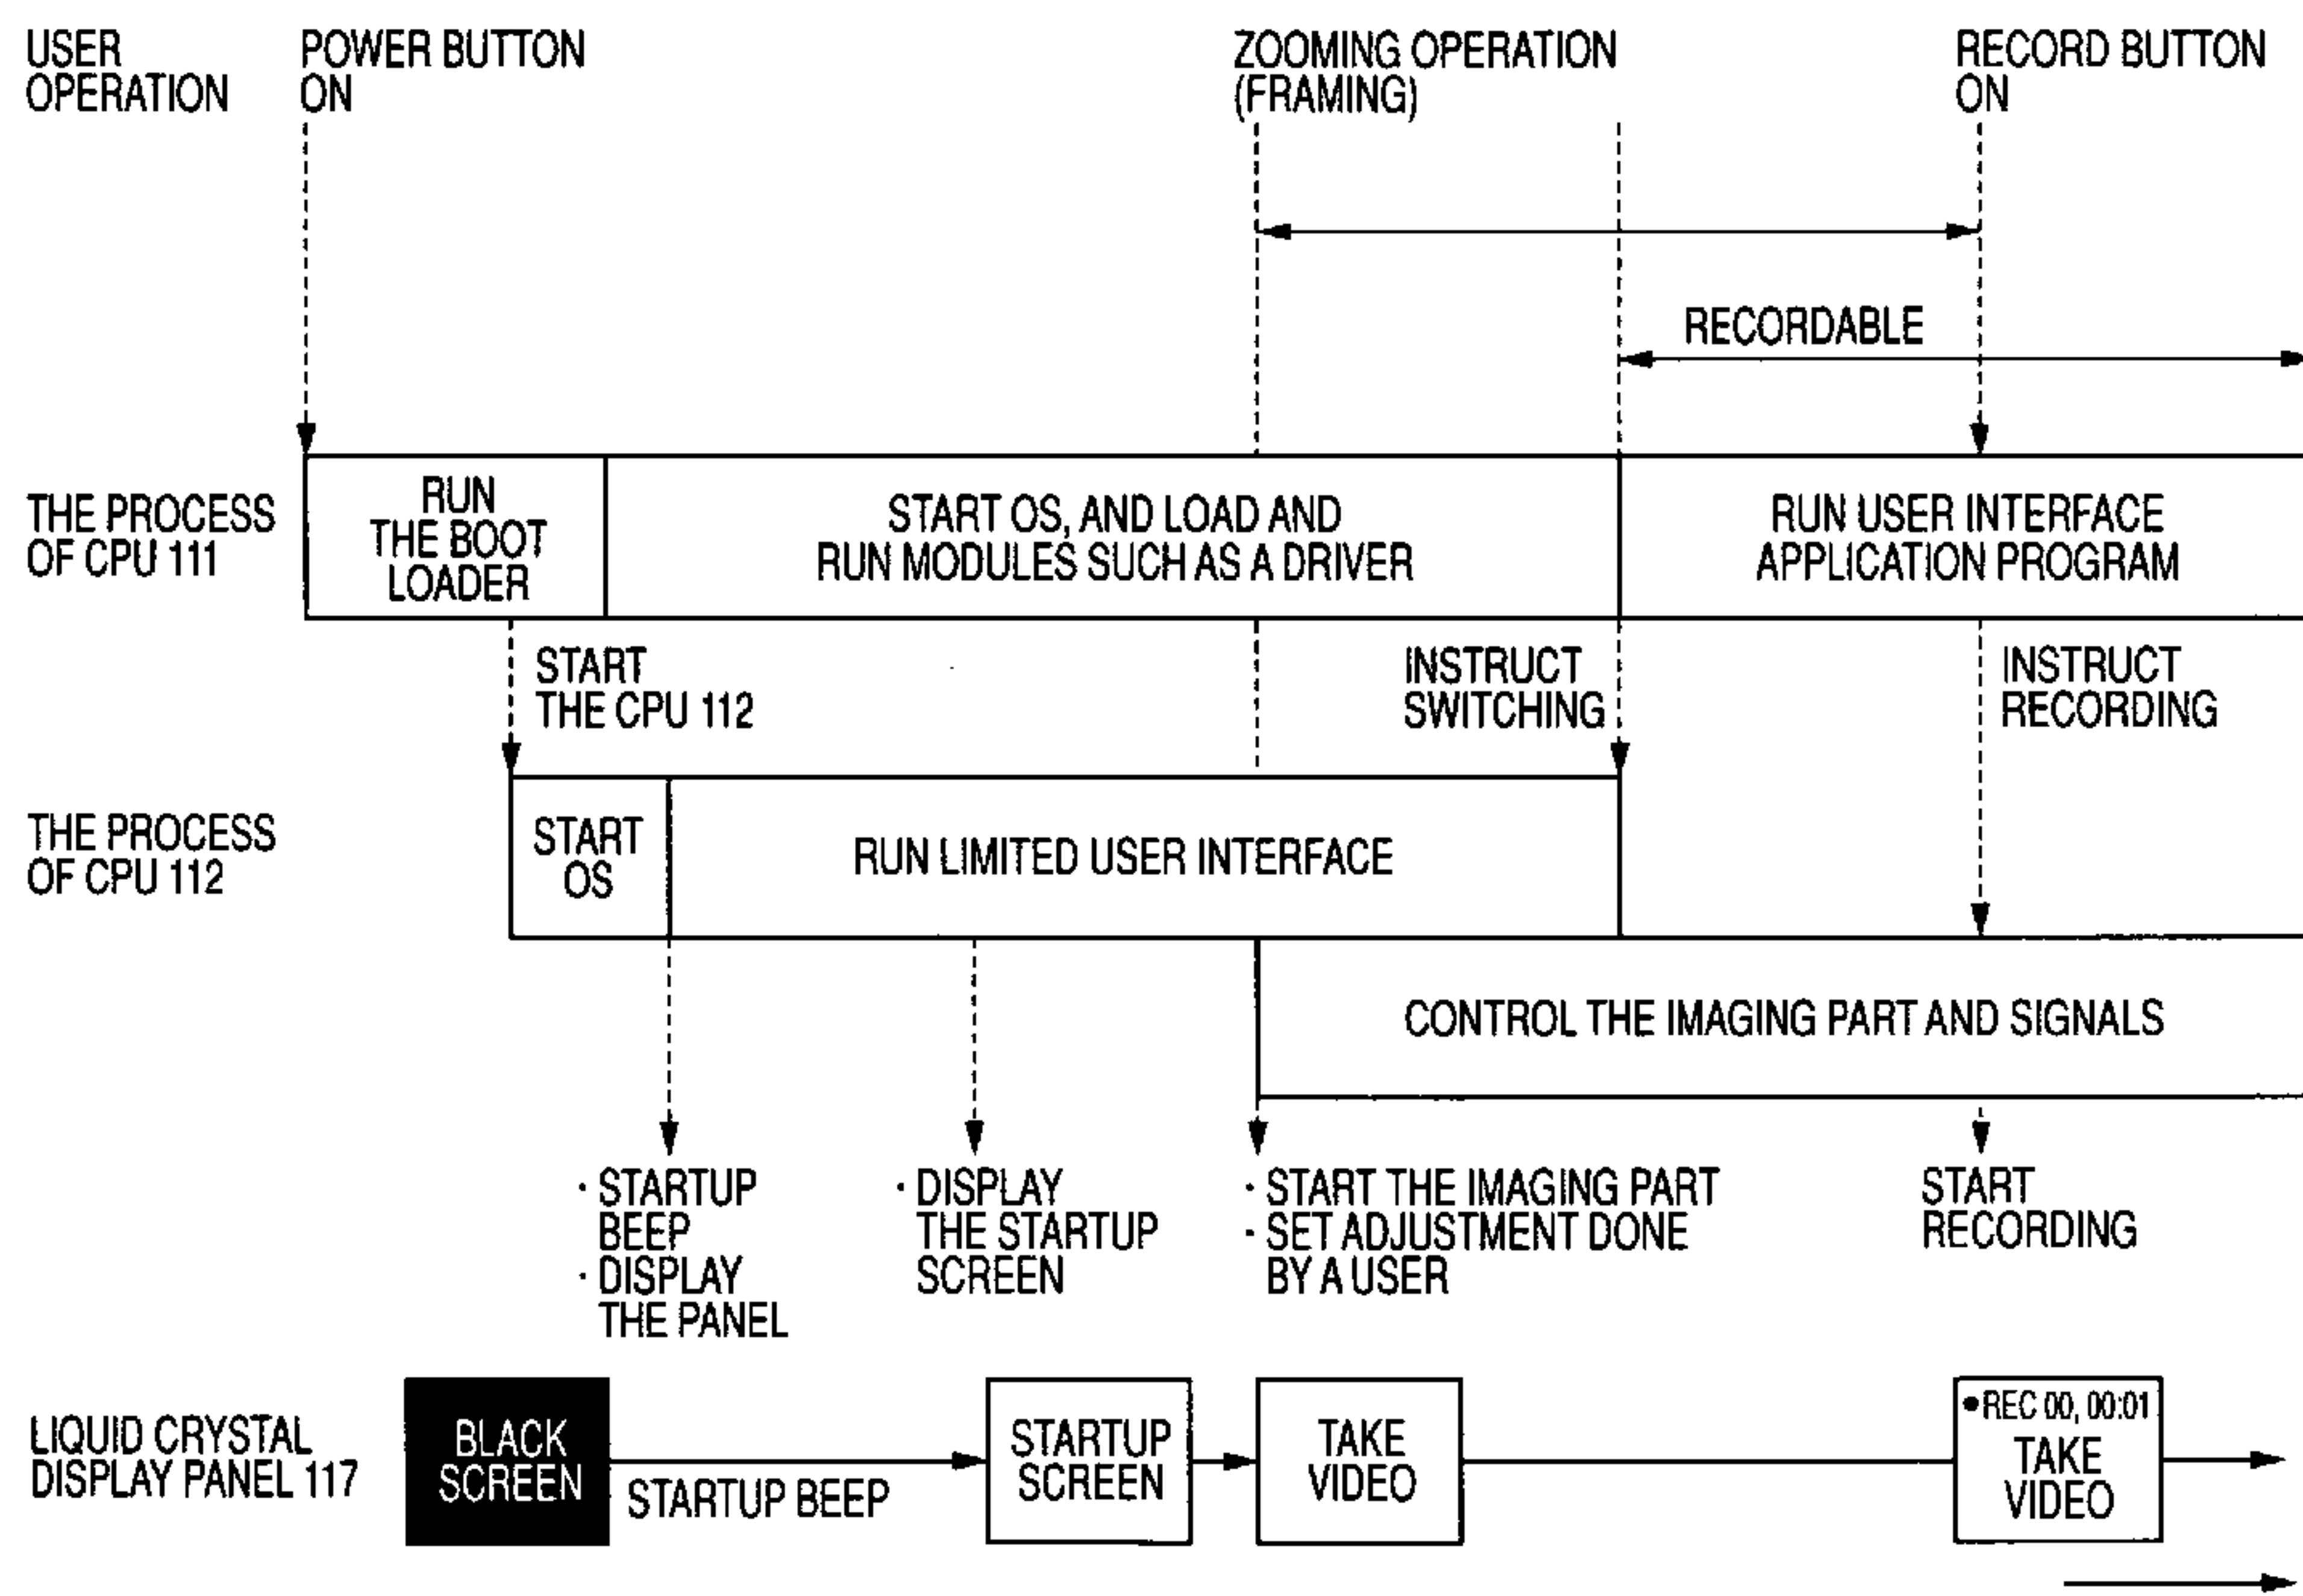 USER
OPERATION
POWER BUTTON
ON
ZOOMING OPERATION
(FRAMING)
RECORD BUTTON
ON
RECORDABLE
THE PROCESS
OF CPU 111
RUN
THE BOOT
LOADER
START OS, AND LOAD AND
RUN MODULES SUCH AS A DRIVER
RUN USER INTERFACE
APPLICATION PROGRAM
START
THE CPU 112
INSTRUCT
SWITCHING
INSTRUCT
RECORDING
THE PROCESS
OF CPU 112
START
OS
RUN LIMITED USER INTERFACE
CONTROL THE IMAGING PART AND SIGNALS
· STARTUP
BEEP
· DISPLAY
THE PANEL
· DISPLAY
THE STARTUP
SCREEN
· START THE IMAGING PART
· SET ADJUSTMENT DONE
BY A USER
START
RECORDING
LIQUID CRYSTAL
DISPLAY PANEL 117
BLACK
SCREEN
STARTUP BEEP
STARTUP
SCREEN
TAKE
VIDEO
●REC 00, 00:01
TAKE
VIDEO